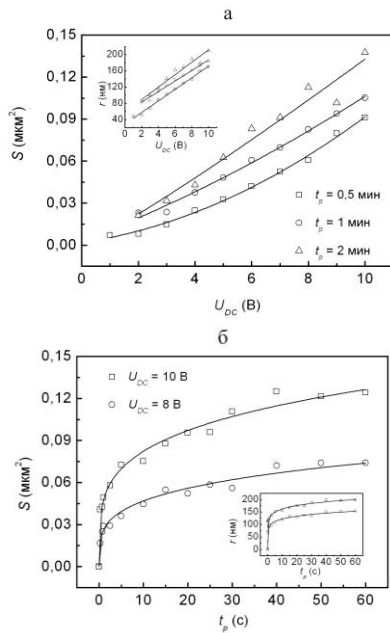 а
0,15
0,12
0,09
0,06
0,03
0,00
S (мкм²)
0 2 4 6 8 10
U_DC (В)
200
160
120
80
40
r (нм)
0 2 4 6 8 10
U_DC (В)
t_p = 0,5 мин
t_p = 1 мин
t_p = 2 мин
б
0,15
0,12
0,09
0,06
0,03
0,00
S (мкм²)
U_DC = 10 В
U_DC = 8 В
0 10 20 30 40 50 60
t_p (с)
200
150
100
50
0
r (нм)
0 10 20 30 40 50 60
t_p (с)